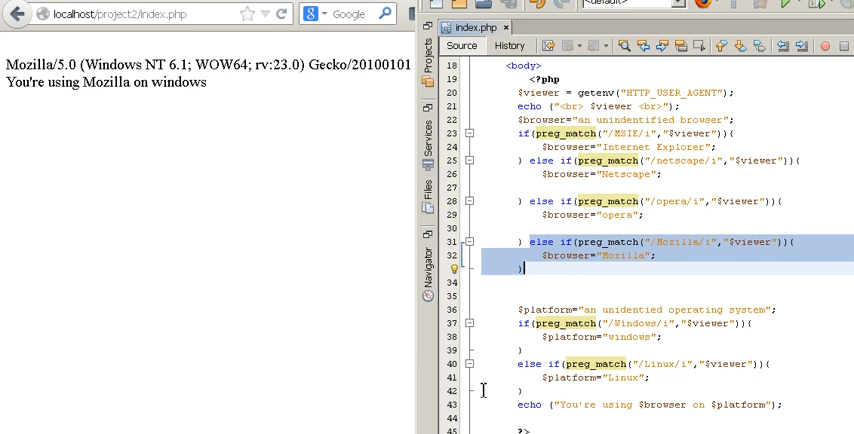 localhost/project2/index.php
Google
Mozilla/5.0 (Windows NT 6.1; WOW64; rv:23.0) Gecko/20100101
You're using Mozilla on windows
<default>
index.php
Source
History
Projects
Services
Files
Navigator
18 <body>
19 <?php
20 $viewer = getenv("HTTP_USER_AGENT");
21 echo ("<br> $viewer <br>");
22 $browser="an unindentified browser";
23 if(preg_match("/MSIE/i","$viewer")){
24 $browser="Internet Explorer";
25 } else if(preg_match("/netscape/i","$viewer")){
26 $browser="Netscape";
27
28 } else if(preg_match("/opera/i","$viewer")){
29 $browser="opera";
30
31 } else if(preg_match("/Mozilla/i","$viewer")){
32 $browser="Mozilla";
}
34
35
36 $platform="an unidentied operating system";
37 if(preg_match("/Windows/i","$viewer")){
38 $platform="windows";
39 }
40 else if(preg_match("/Linux/i","$viewer")){
41 $platform="Linux";
42 }
43 echo ("You're using $browser on $platform");
44
45 ?>